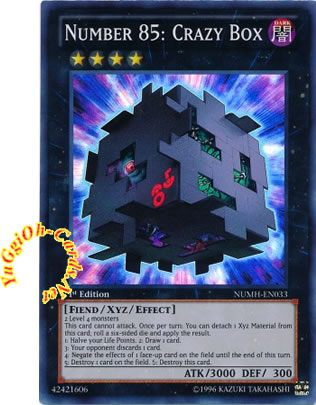 NUMBER 85: CRAZY BOX
DARK
闇
85
YuGgiOh-Cards.Net
1st Edition
NUMH-EN033
[FIEND/XYZ/EFFECT]
2 Level 4 monsters
This card cannot attack. Once per turn: You can detach 1 Xyz Material from
this card, roll a six-sided die and apply the result.
1: Halve your Life Points. 2: Draw 1 card.
3: Your opponent discards 1 card.
4: Negate the effects of 1 face-up card on the field until the end of this turn.
5: Destroy 1 card on the field. 6: Destroy this card.
ATK/3000 DEF/ 300
42421606
©1996 KAZUKI TAKAHASHI